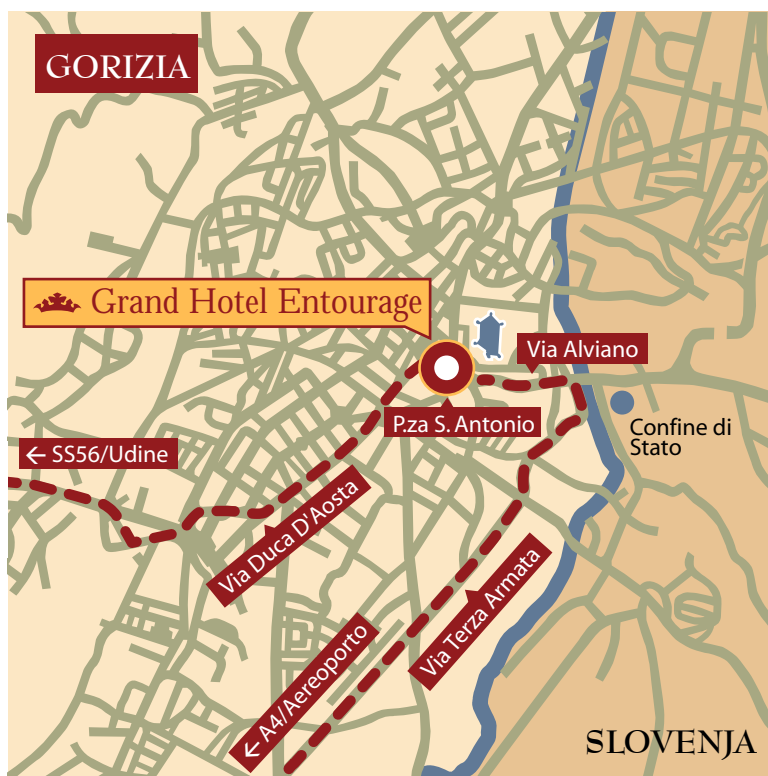 GORIZIA
Grand Hotel Entourage
Via Alviano
P.za S. Antonio
Confine di
Stato
← SS56/Udine
Via Duca D'Aosta
Via Terza Armata
← A4/Aereoporto
SLOVENJA